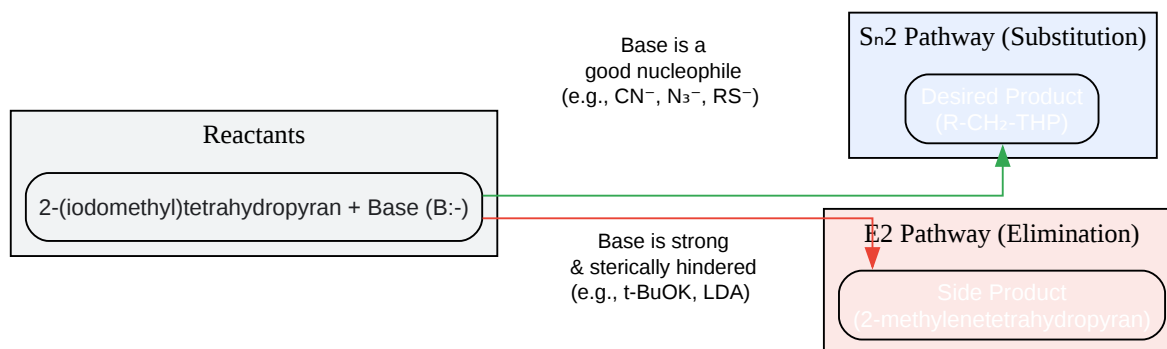 Base is a
good nucleophile
(e.g., CN⁻, N₃⁻, RS⁻)
Sₙ2 Pathway (Substitution)
Desired Product
(R-CH₂-THP)
Reactants
2-(iodomethyl)tetrahydropyran + Base (B:-)
Base is strong
& sterically hindered
(e.g., t-BuOK, LDA)
E2 Pathway (Elimination)
Side Product
(2-methylenetetrahydropyran)